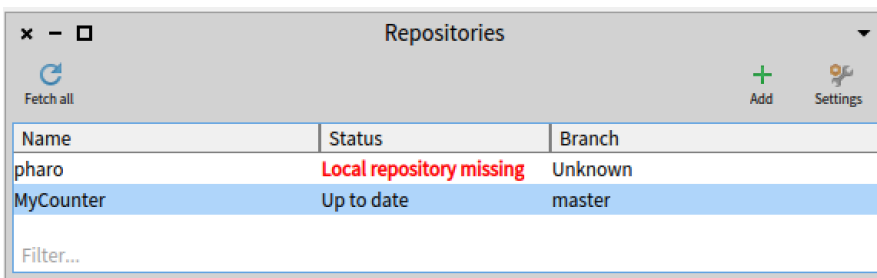 Repositories
Fetch all
Add
Settings
Name Status Branch
pharo Local repository missing Unknown
MyCounter Up to date master
Filter...